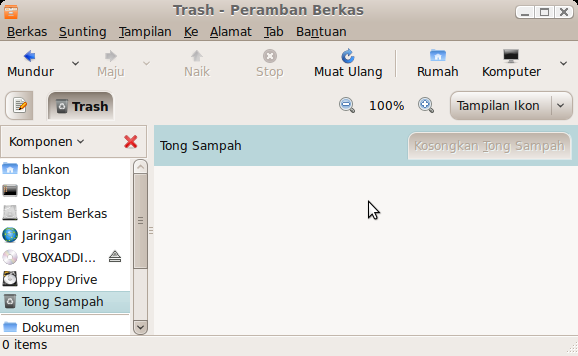 Trash - Peramban Berkas
Berkas Sunting Tampilan Ke Alamat Tab Bantuan
Mundur Maju Naik Stop Muat Ulang Rumah Komputer
Trash 100% Tampilan Ikon
Komponen
Tong Sampah Kosongkan Tong Sampah
blankon
Desktop
Sistem Berkas
Jaringan
VBOXADDI...
Floppy Drive
Tong Sampah
Dokumen
0 items